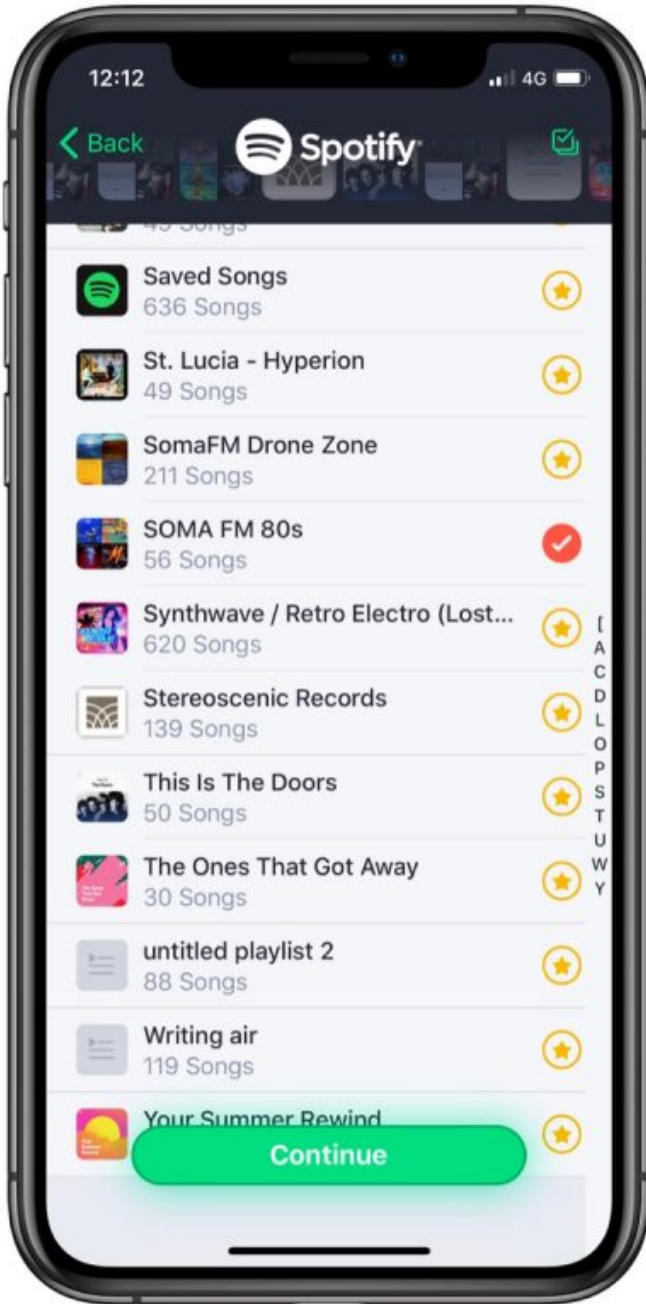 12:12
4G
Back
Spotify
49 Songs
Saved Songs
636 Songs
St. Lucia - Hyperion
49 Songs
SomaFM Drone Zone
211 Songs
SOMA FM 80s
56 Songs
Synthwave / Retro Electro (Lost...
620 Songs
Stereoscenic Records
139 Songs
This Is The Doors
50 Songs
The Ones That Got Away
30 Songs
untitled playlist 2
88 Songs
Writing air
119 Songs
Your Summer Rewind
Continue
[
A
C
D
L
O
P
S
T
U
W
Y